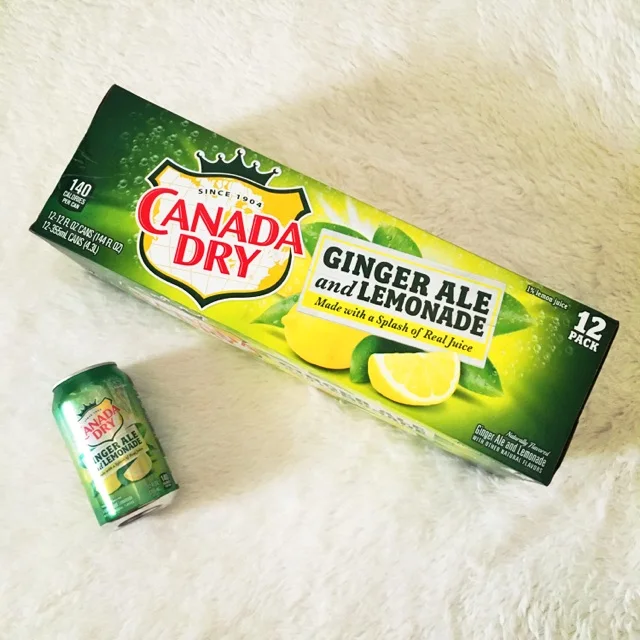 140
CALORIES
PER CAN
12-12 FL OZ CANS (144 FL OZ)
12-355mL CANS (4.3L)
SINCE 1904
CANADA
DRY
GINGER ALE
and LEMONADE
Made with a Splash of Real Juice
1% lemon juice
12
PACK
Naturally Flavored
Ginger Ale and Lemonade
WITH OTHER NATURAL FLAVORS
GINGER ALE
CANADA
DRY
GINGER ALE
and LEMONADE